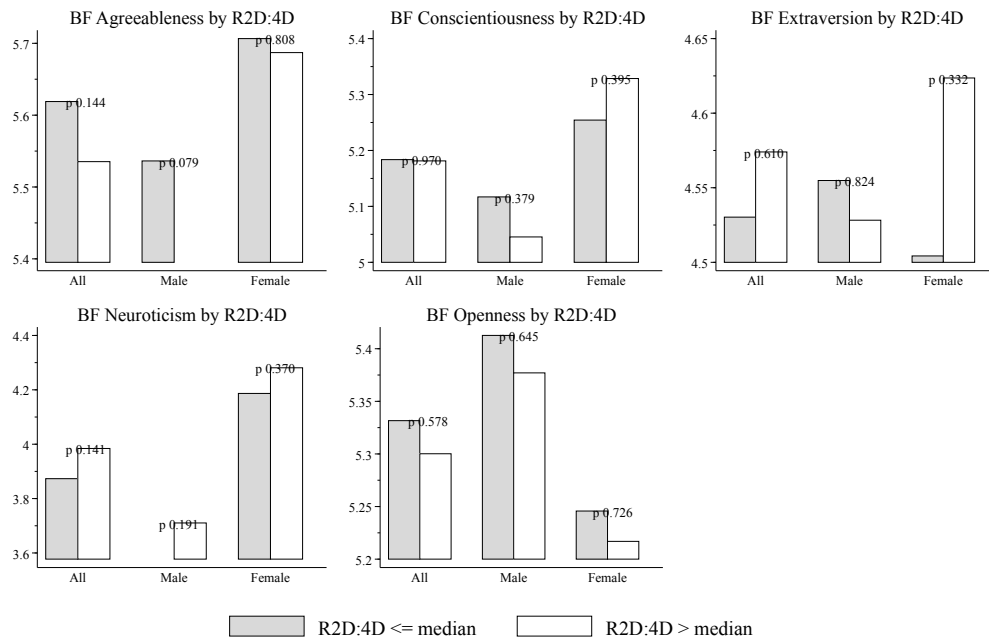 BF Agreeableness by R2D:4D
5.7
5.6
5.5
5.4
p 0.144
p 0.079
p 0.808
All Male Female
BF Conscientiousness by R2D:4D
5.4
5.3
5.2
5.1
5
p 0.970
p 0.379
p 0.395
All Male Female
BF Extraversion by R2D:4D
4.65
4.6
4.55
4.5
p 0.610
p 0.824
p 0.332
All Male Female
BF Neuroticism by R2D:4D
4.4
4.2
4
3.8
3.6
p 0.141
p 0.191
p 0.370
All Male Female
BF Openness by R2D:4D
5.4
5.35
5.3
5.25
5.2
p 0.578
p 0.645
p 0.726
All Male Female
R2D:4D <= median R2D:4D > median